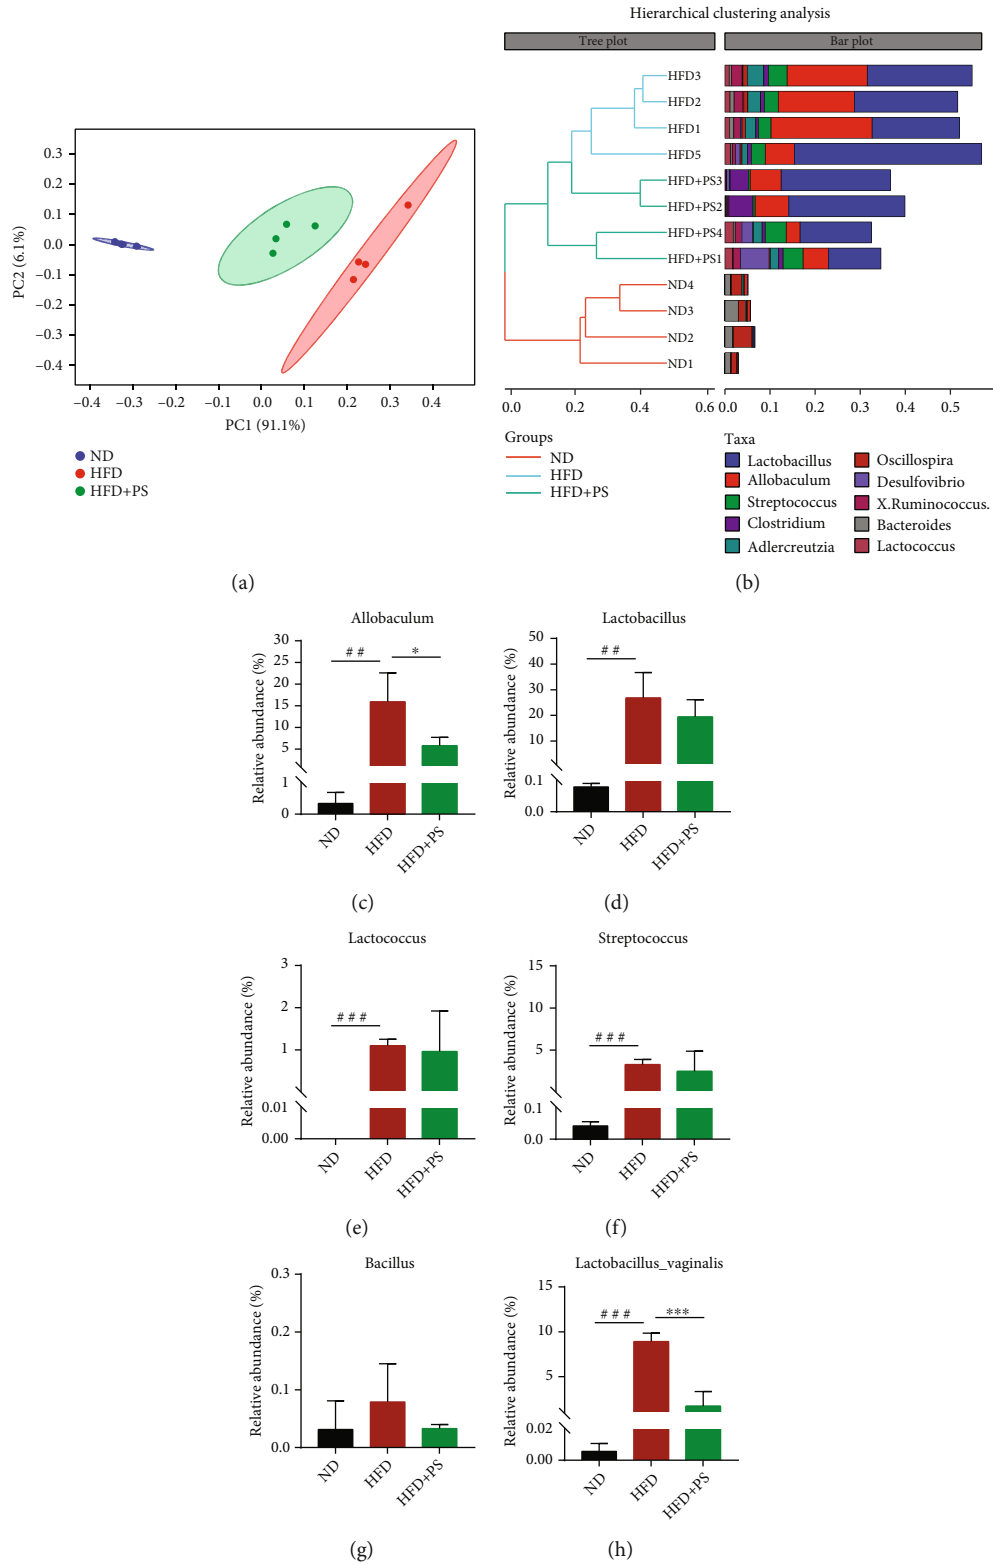 Hierarchical clustering analysis
Tree plot
Bar plot
PC2 (6.1%)
0.3
0.2
0.1
0.0
−0.1
−0.2
−0.3
−0.4
−0.4
−0.3
−0.2
−0.1
0.0
0.1
0.2
0.3
0.4
PC1 (91.1%)
ND
HFD
HFD+PS
(a)
HFD3
HFD2
HFD1
HFD5
HFD+PS3
HFD+PS2
HFD+PS4
HFD+PS1
ND4
ND3
ND2
ND1
0.0
0.2
0.4
0.6
0.0
0.1
0.2
0.3
0.4
0.5
Groups
ND
HFD
HFD+PS
Taxa
Lactobacillus
Allobaculum
Streptococcus
Clostridium
Adlercreutzia
Oscillospira
Desulfovibrio
X.Ruminococcus.
Bacteroides
Lactococcus
(b)
Allobaculum
Relative abundance (%)
30
25
20
15
10
5
1
0
# #
*
ND
HFD
HFD+PS
(c)
Lactobacillus
Relative abundance (%)
50
40
30
20
10
0.1
0.0
# #
ND
HFD
HFD+PS
(d)
Lactococcus
Relative abundance (%)
3
2
1
0.01
0.00
# # #
ND
HFD
HFD+PS
(e)
Streptococcus
Relative abundance (%)
15
10
5
0.1
0.0
# # #
ND
HFD
HFD+PS
(f)
Bacillus
Relative abundance (%)
0.3
0.2
0.1
0.0
ND
HFD
HFD+PS
(g)
Lactobacillus_vaginalis
Relative abundance (%)
15
10
5
0.02
0.00
# # #
***
ND
HFD
HFD+PS
(h)